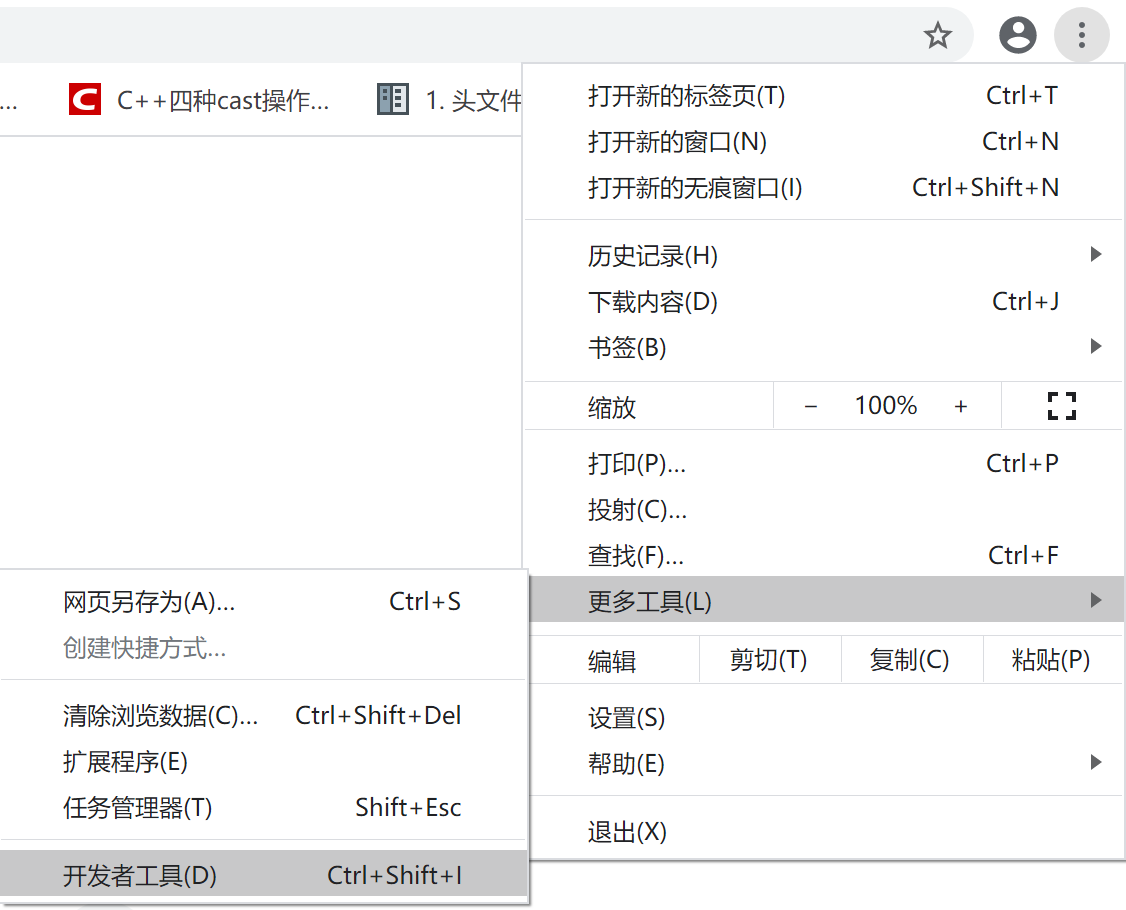 ... C++四种cast操作... 1. 头文件
打开新的标签页(T) Ctrl+T
打开新的窗口(N) Ctrl+N
打开新的无痕窗口(I) Ctrl+Shift+N
历史记录(H)
下载内容(D) Ctrl+J
书签(B)
缩放 − 100% +
打印(P)... Ctrl+P
投射(C)...
查找(F)... Ctrl+F
更多工具(L)
编辑 剪切(T) 复制(C) 粘贴(P)
设置(S)
帮助(E)
退出(X)
网页另存为(A)... Ctrl+S
创建快捷方式...
清除浏览数据(C)... Ctrl+Shift+Del
扩展程序(E)
任务管理器(T) Shift+Esc
开发者工具(D) Ctrl+Shift+I